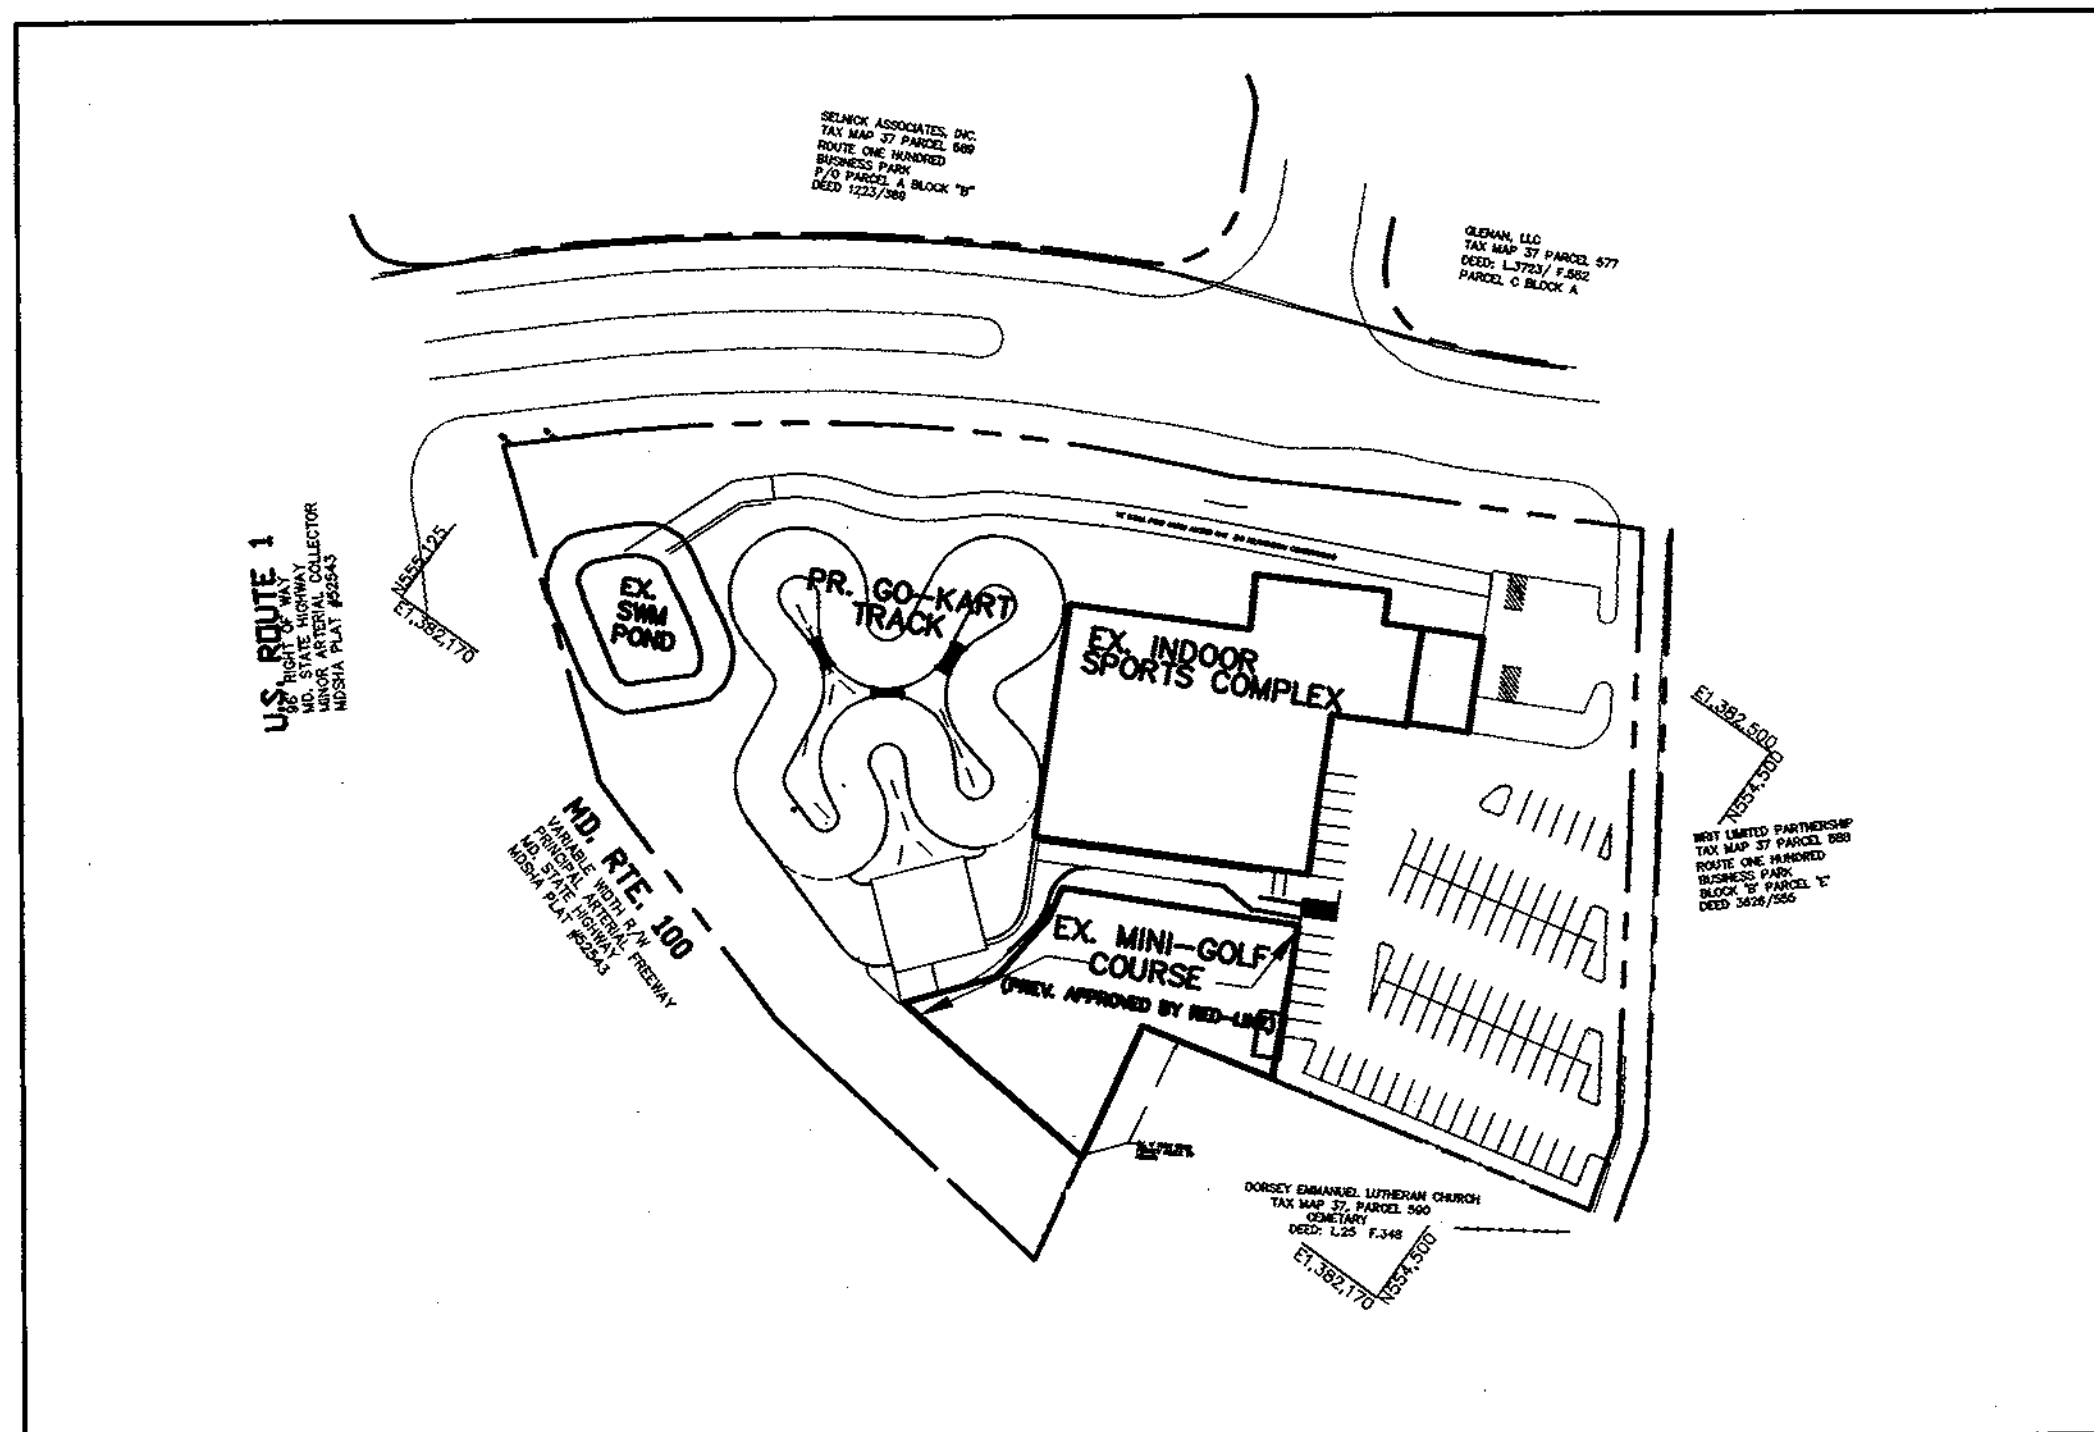 SELNICK ASSOCIATES, INC.
TAX MAP 37 PARCEL 589
ROUTE ONE HUNDRED
BUSINESS PARK
P/O PARCEL A BLOCK "B"
DEED 1223/388
GLENAN, LLC
TAX MAP 37 PARCEL 577
DEED: L.3723/ F.562
PARCEL C BLOCK A
U.S. ROUTE 1
96' RIGHT OF WAY
MD. STATE HIGHWAY
MINOR ARTERIAL COLLECTOR
MDSHA PLAT #52543
N555,125
E1,382,170
EX.
SWM
POND
PR. GO-KART
TRACK
EX. INDOOR
SPORTS COMPLEX
E1,382,500
N554,500
LIMITED PARTNERSHIP
TAX MAP 37 PARCEL
ROUTE ONE HUNDRED
BUSINESS PARK
BLOCK 'B' PARCEL 'E'
DEED 3626/555
MD. RTE. 100
VARIABLE WIDTH R/W
PRINCIPAL ARTERIAL FREEWAY
MD. STATE HIGHWAY
MDSHA PLAT #52543
EX. MINI-GOLF
COURSE
(PREV. APPROVED BY RED-LINE)
DORSEY EMMANUEL LUTHERAN CHURCH
TAX MAP 37, PARCEL 590
CEMETARY
DEED: L.25 F.348
E1,382,170
N554,500